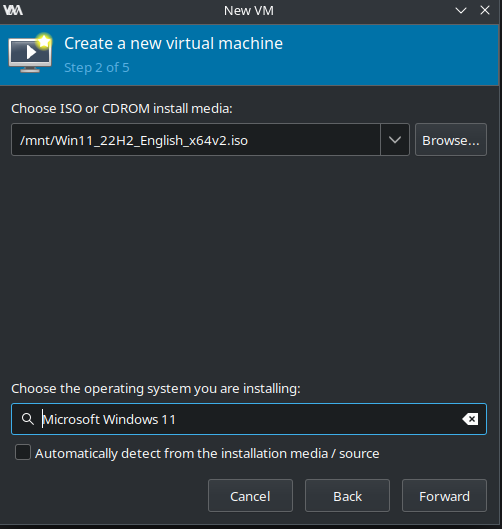 New VM
Create a new virtual machine
Step 2 of 5
Choose ISO or CDROM install media:
/mnt/Win11_22H2_English_x64v2.iso
Browse...
Choose the operating system you are installing:
Microsoft Windows 11
Automatically detect from the installation media / source
Cancel Back Forward